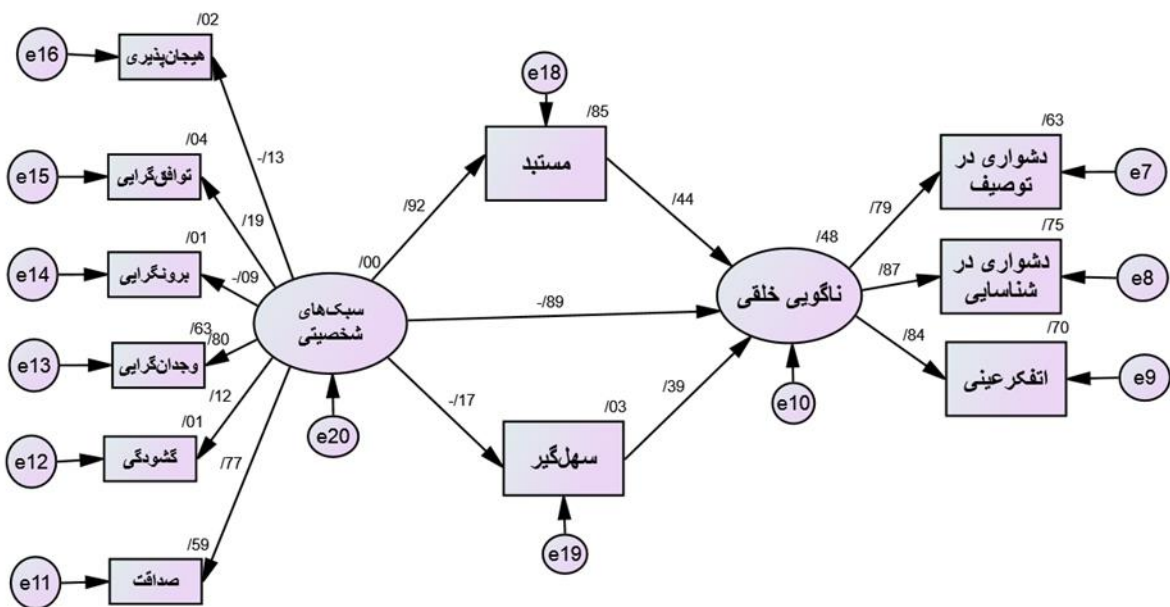 /02
e16
هیجان‌پذیری
e18
/85
مستبد
/04
e15
توافق‌گرایی
-/13
/19
/92
/44
/63
دشواری در
توصیف
e7
/01
e14
برونگرایی
-/09
/00
سبک‌های
شخصیتی
-/89
/48
ناگویی خلقی
/79
/87
/75
دشواری در
شناسایی
e8
/63
/80
e13
وجدان‌گرایی
/84
/70
اتفکر عینی
e9
/12
/01
e12
گشودگی
e20
-/17
/39
e10
/03
سهل‌گیر
/77
e19
/59
e11
صداقت